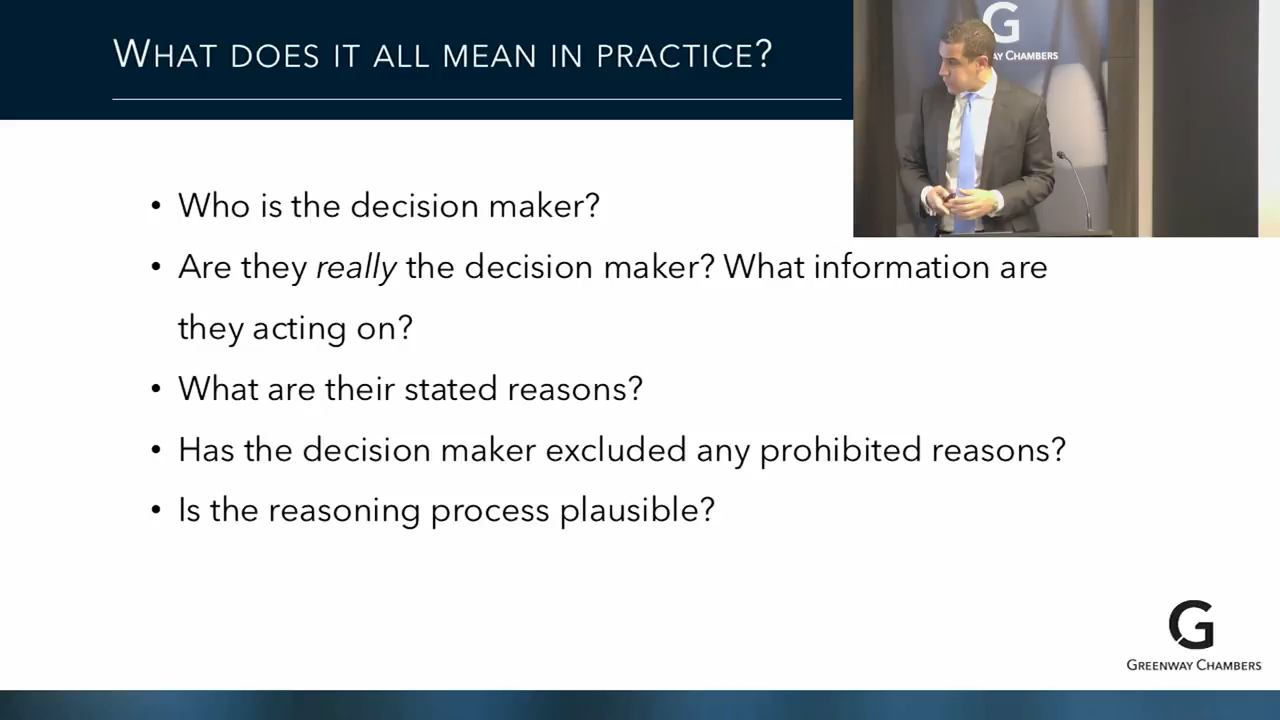 WHAT DOES IT ALL MEAN IN PRACTICE?
G
AY CHAMBERS
• Who is the decision maker?
• Are they really the decision maker? What information are
they acting on?
• What are their stated reasons?
• Has the decision maker excluded any prohibited reasons?
• Is the reasoning process plausible?
G
GREENWAY CHAMBERS